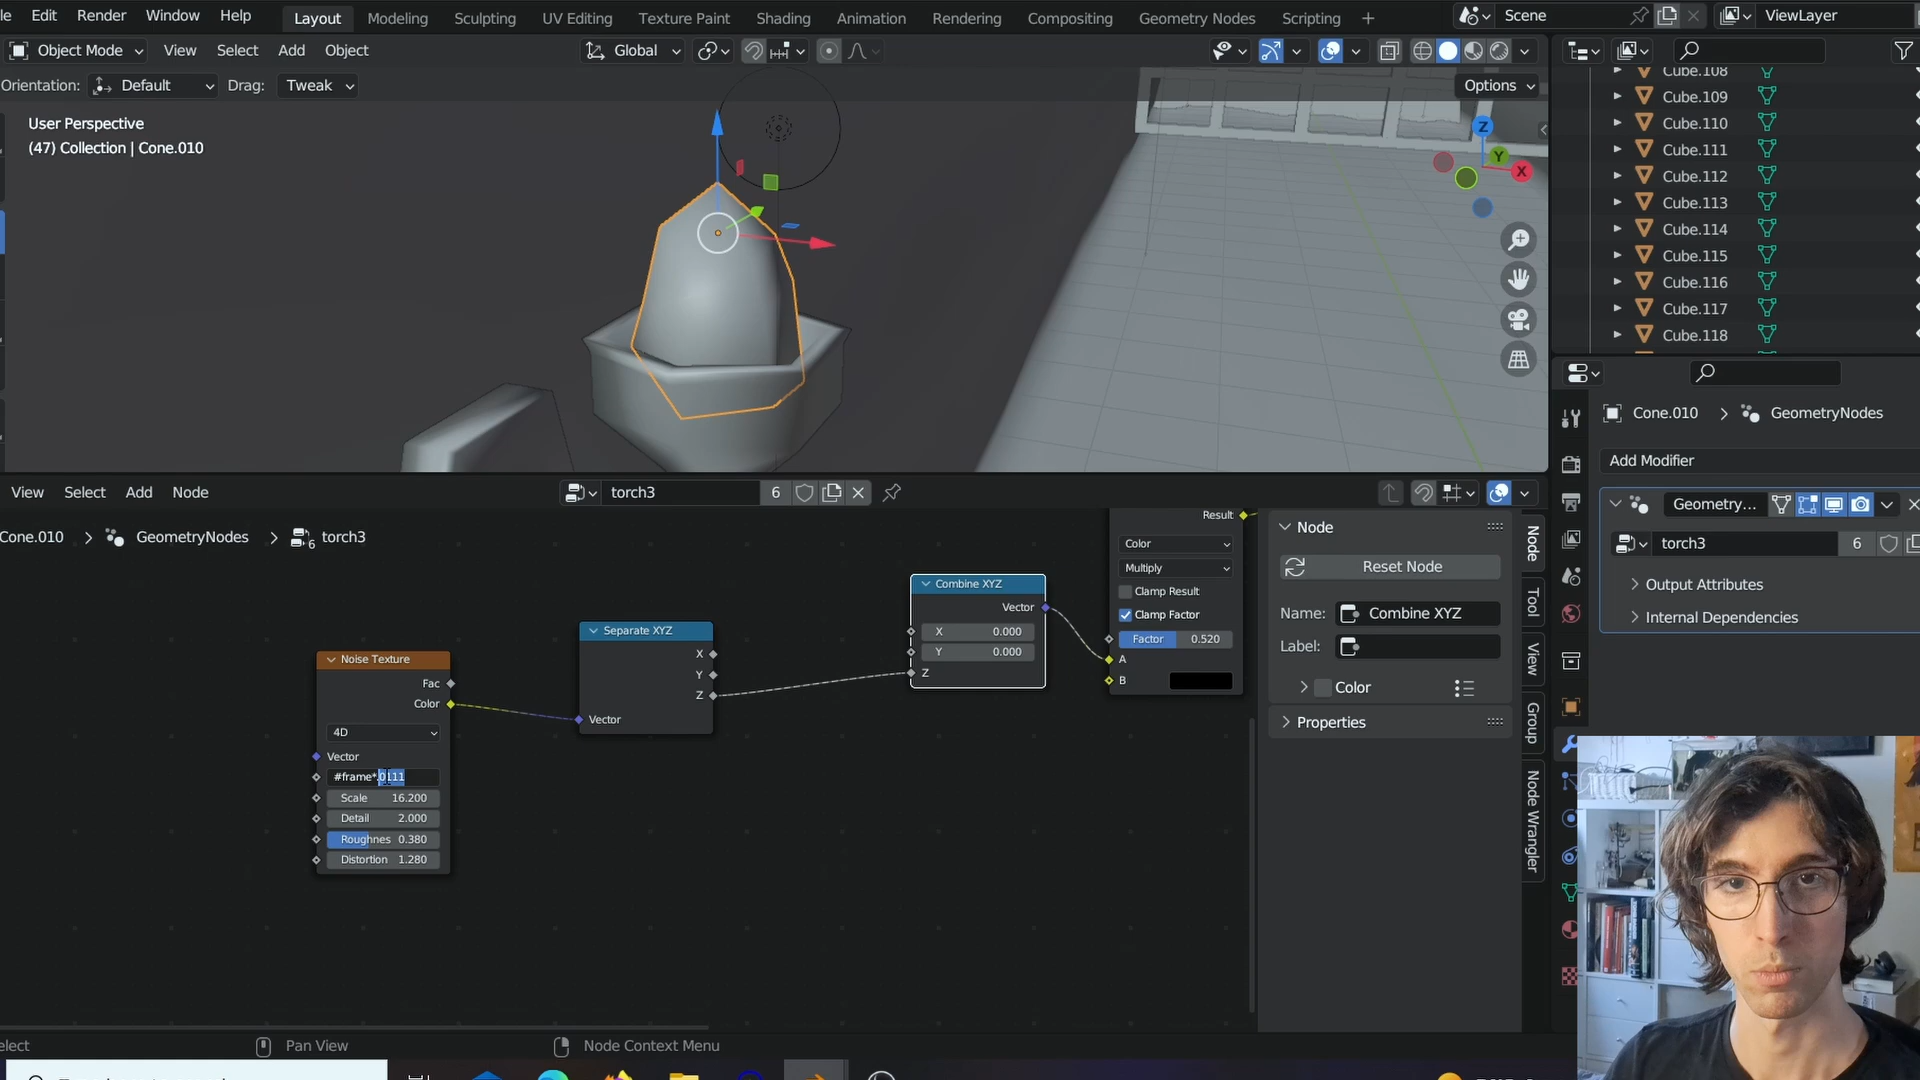 Edit Render Window Help Layout Modeling Sculpting UV Editing Texture Paint Shading Animation Rendering Compositing Geometry Nodes Scripting + Scene ViewLayer
Object Mode View Select Add Object Global
Orientation: Default Drag: Tweak Options
User Perspective
(47) Collection | Cone.010
Z
Y
X
Cube.108
Cube.109
Cube.110
Cube.111
Cube.112
Cube.113
Cube.114
Cube.115
Cube.116
Cube.117
Cube.118
Cone.010 > GeometryNodes
Add Modifier
Geometry...
torch3 6
Output Attributes
Internal Dependencies
View Select Add Node torch3 6
Cone.010 > GeometryNodes > 6 torch3
Noise Texture
Fac
Color
4D
Vector
#frame*.0111
Scale 16.200
Detail 2.000
Roughnes 0.380
Distortion 1.280
Separate XYZ
X
Y
Z
Vector
Combine XYZ
Vector
X 0.000
Y 0.000
Z
Result
Color
Multiply
Clamp Result
Clamp Factor
Factor 0.520
A
B
Node
Reset Node
Name: Combine XYZ
Label:
Color
Properties
Node
Tool
View
Group
Node Wrangler
Pan View
Node Context Menu